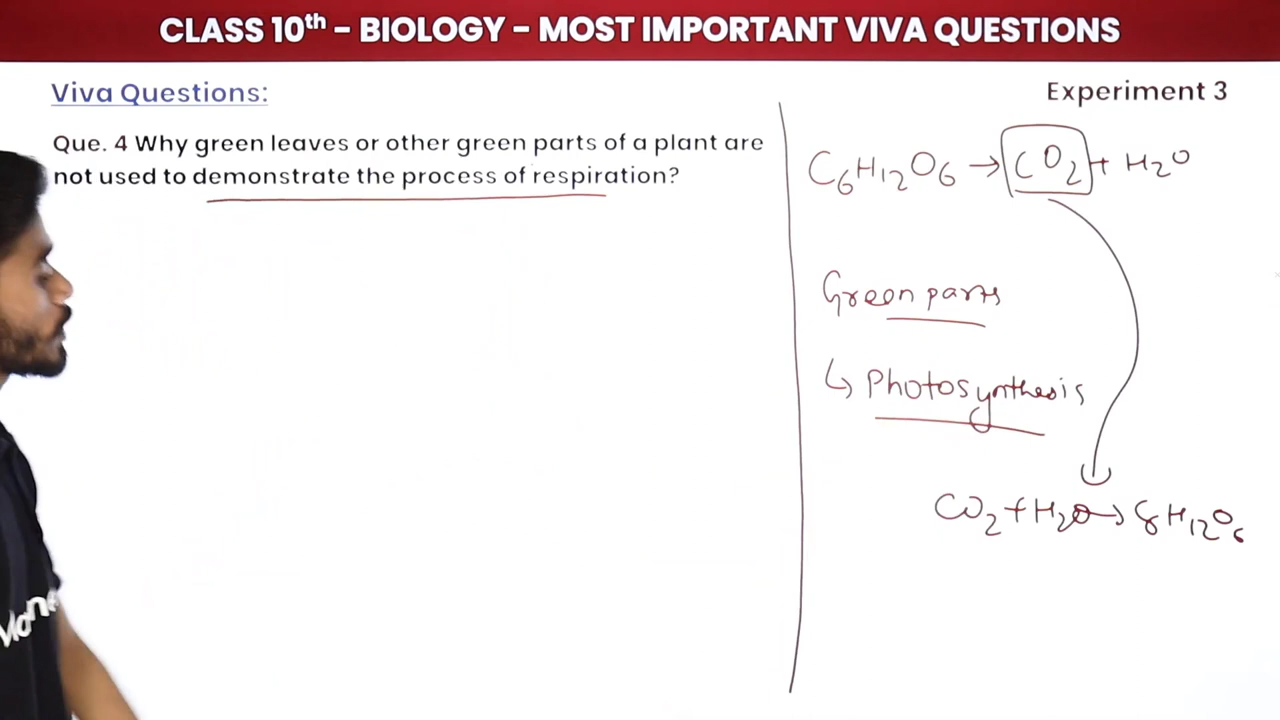 CLASS 10th – BIOLOGY – MOST IMPORTANT VIVA QUESTIONS
Viva Questions:
Experiment 3
Que. 4 Why green leaves or other green parts of a plant are
not used to demonstrate the process of respiration?
C6H12O6 → CO2 + H2O
Green parts
↳ Photosynthesis
CO2 + H2O → C6H12O6